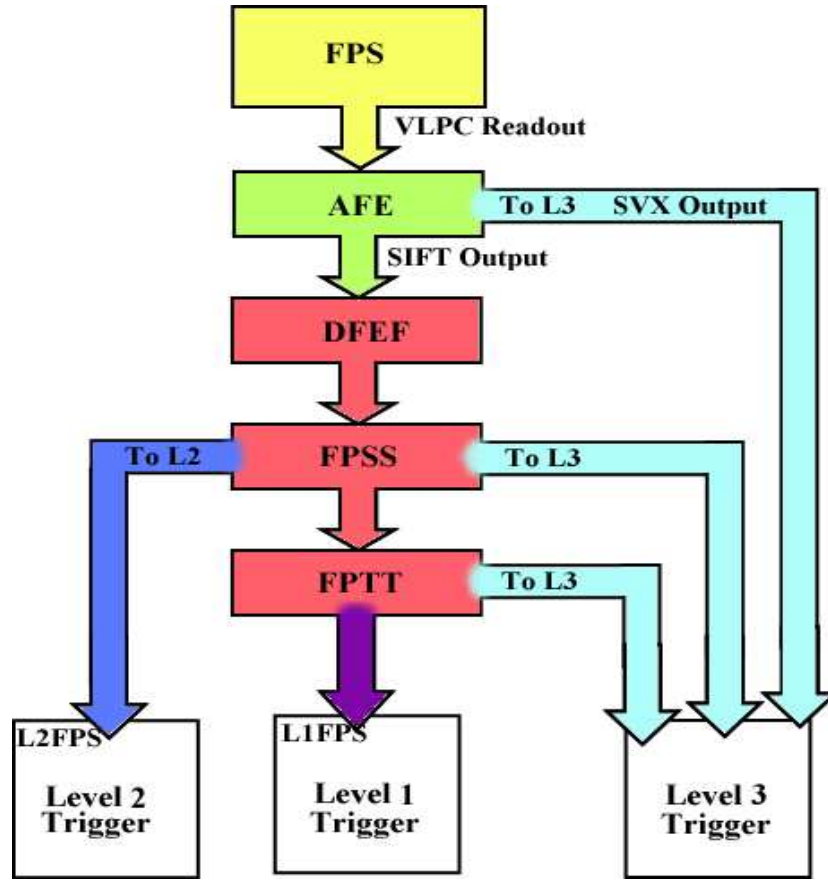 FPS
VLPC Readout
AFE
To L3 SVX Output
SIFT Output
DFEF
To L2
FPSS
To L3
FPTT
To L3
L2FPS
Level 2
Trigger
L1FPS
Level 1
Trigger
Level 3
Trigger